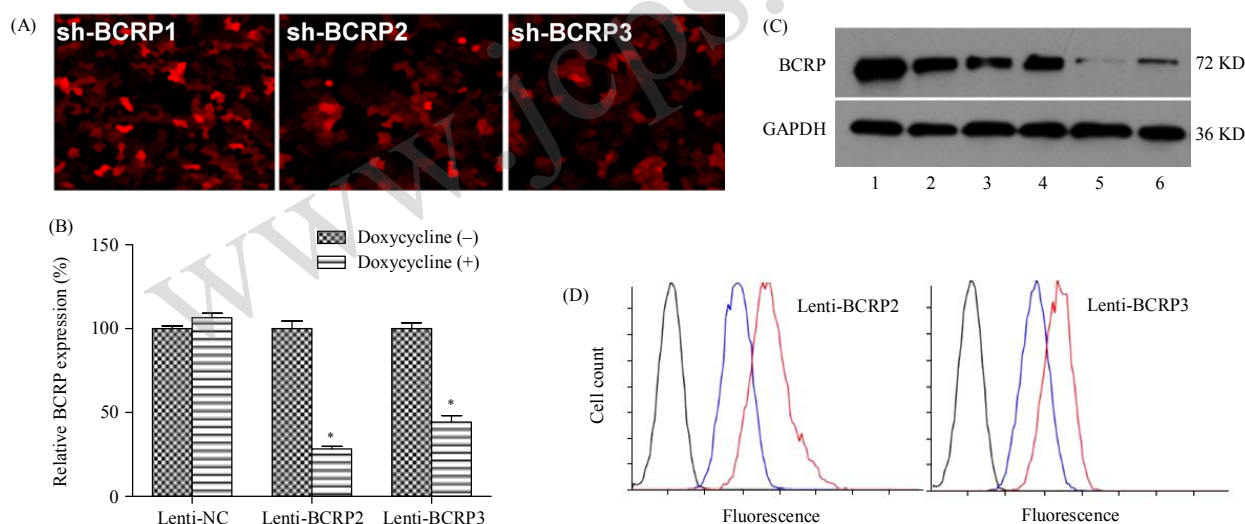 (A)
sh-BCRP1
sh-BCRP2
sh-BCRP3
(B)
150
100
50
0
Relative BCRP expression (%)
Doxycycline (–)
Doxycycline (+)
*
*
Lenti-NC
Lenti-BCRP2
Lenti-BCRP3
(C)
BCRP
72 KD
GAPDH
36 KD
1 2 3 4 5 6
(D)
Lenti-BCRP2
Lenti-BCRP3
Cell count
Fluorescence
Fluorescence
www.jcps.